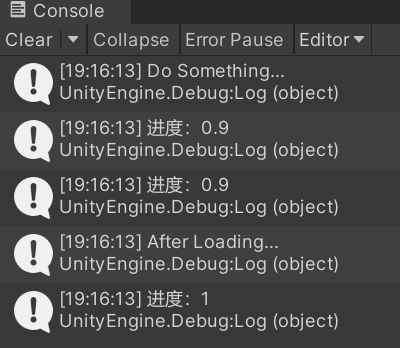 Console
Clear Collapse Error Pause Editor
[19:16:13] Do Something...
UnityEngine.Debug:Log (object)
[19:16:13] 进度：0.9
UnityEngine.Debug:Log (object)
[19:16:13] 进度：0.9
UnityEngine.Debug:Log (object)
[19:16:13] After Loading...
UnityEngine.Debug:Log (object)
[19:16:13] 进度：1
UnityEngine.Debug:Log (object)